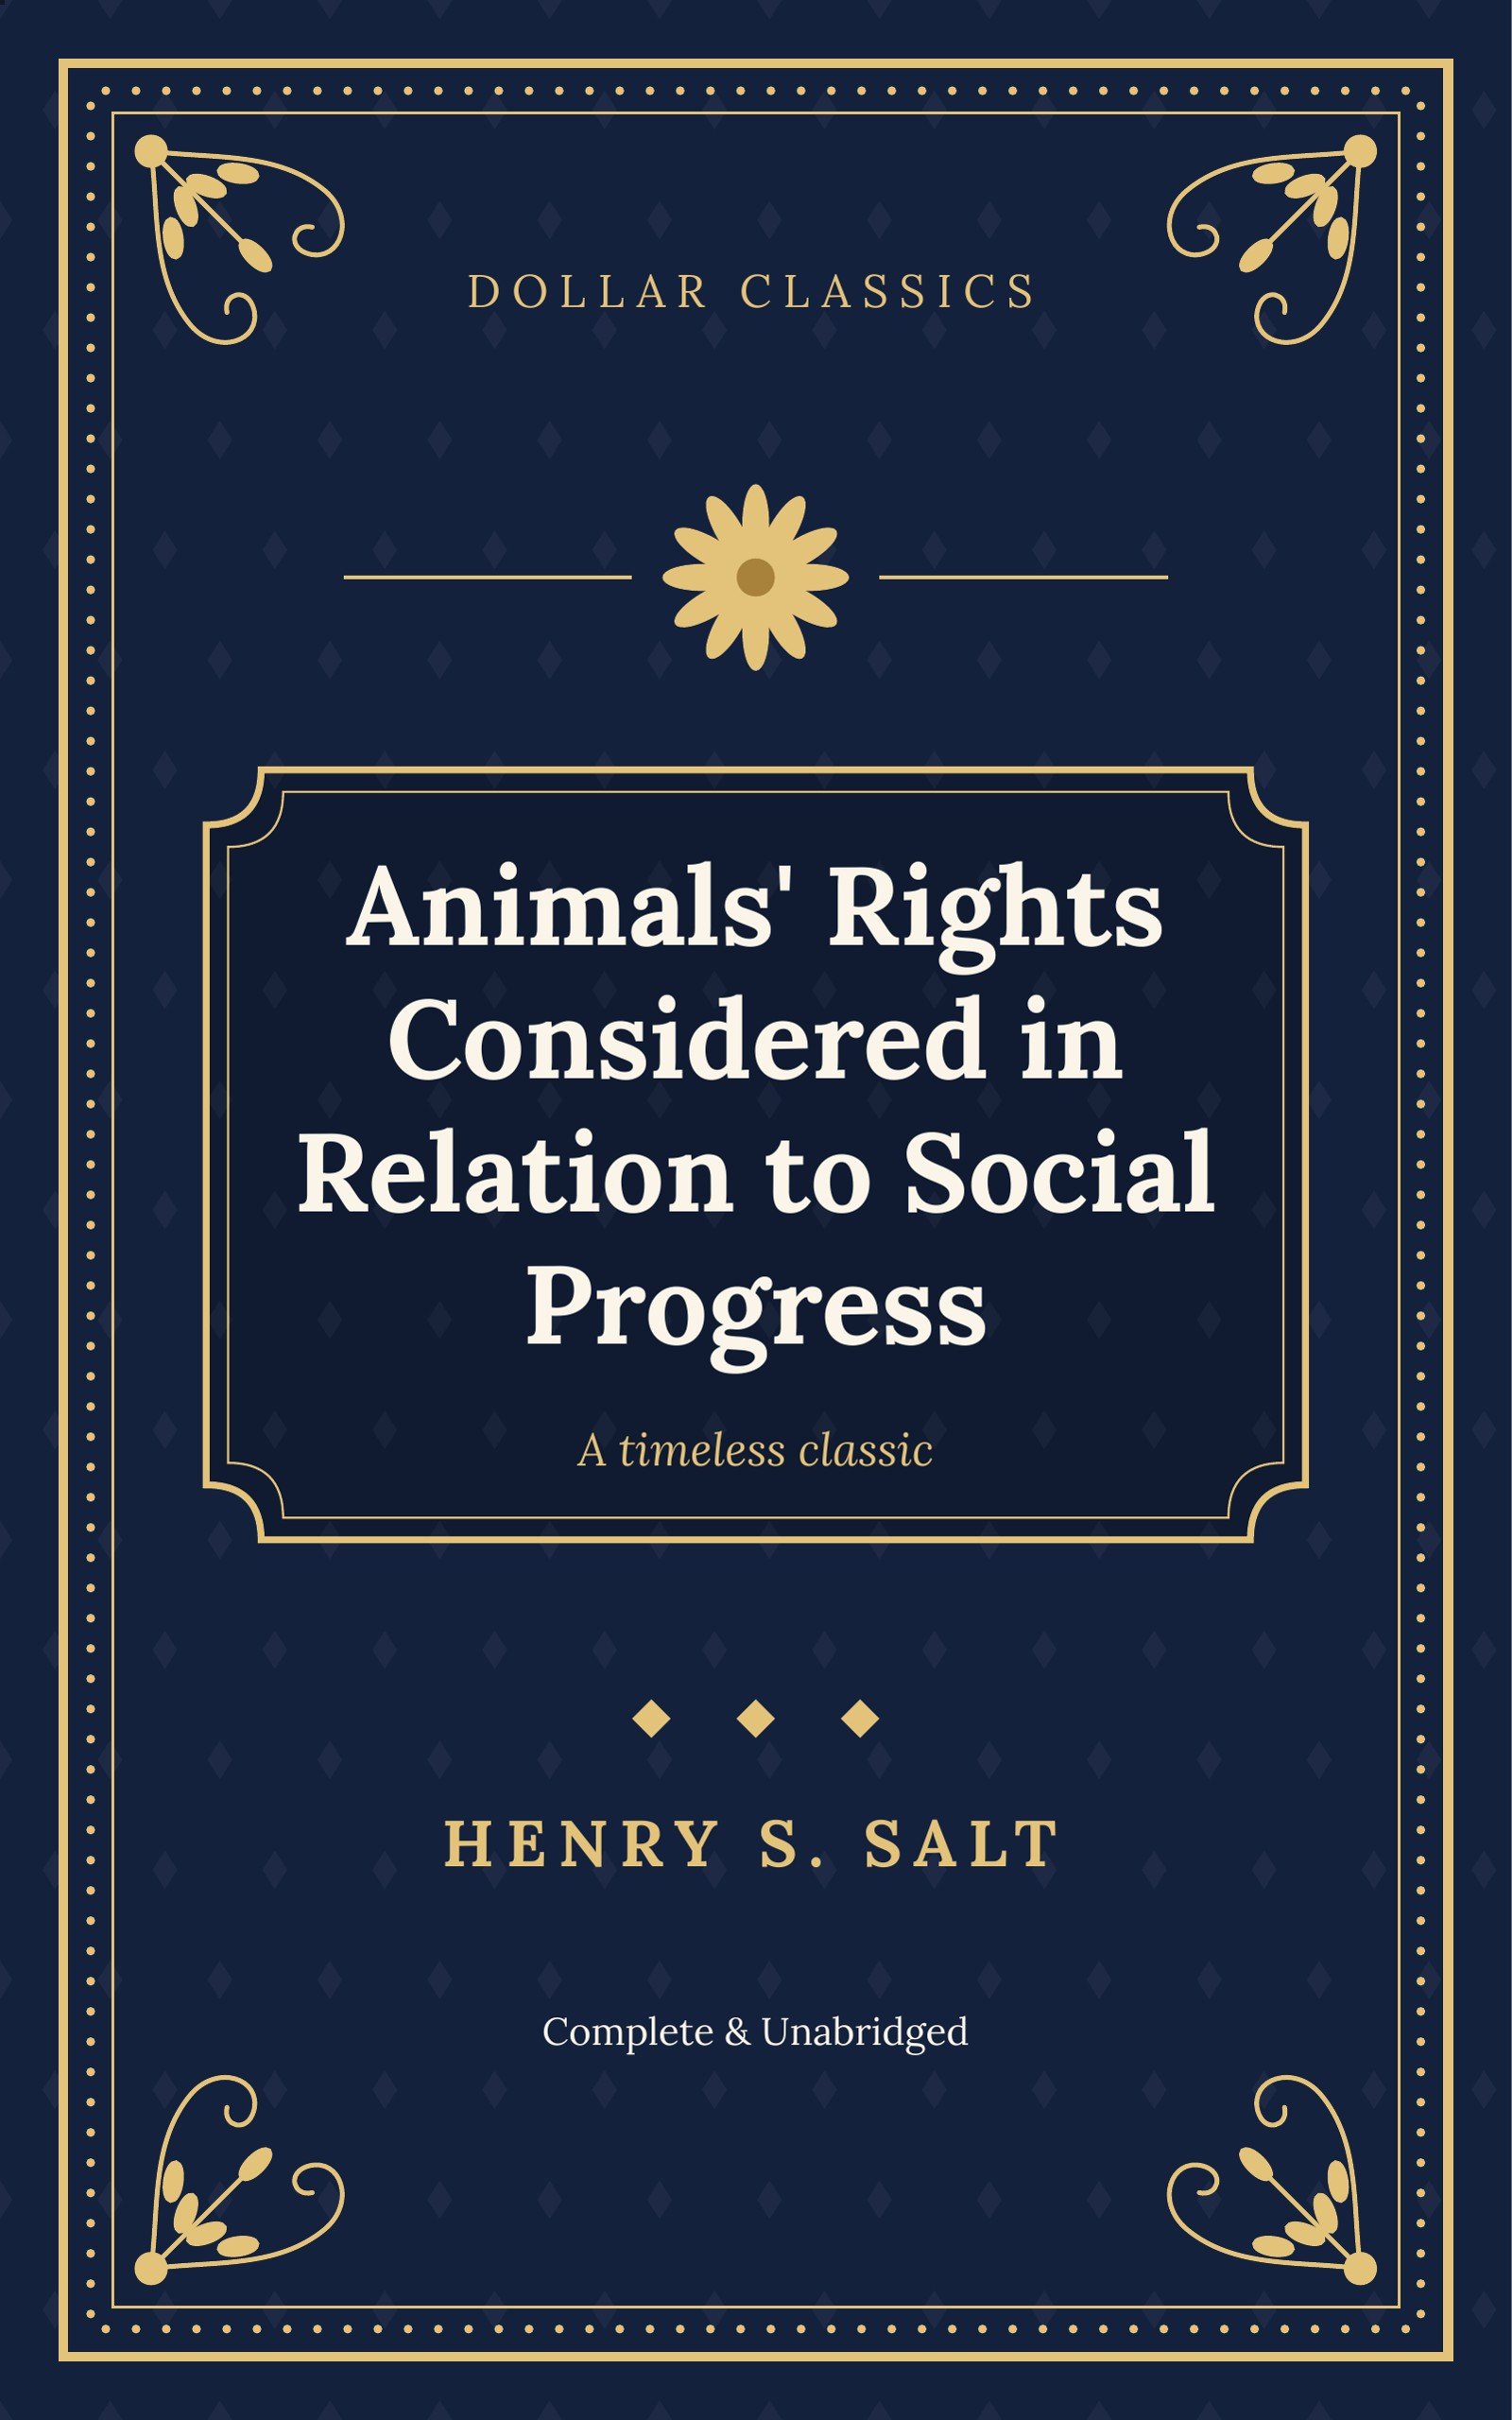 DOLLAR CLASSICS
Animals' Rights
Considered in
Relation to Social
Progress
A timeless classic
HENRY S. SALT
Complete & Unabridged